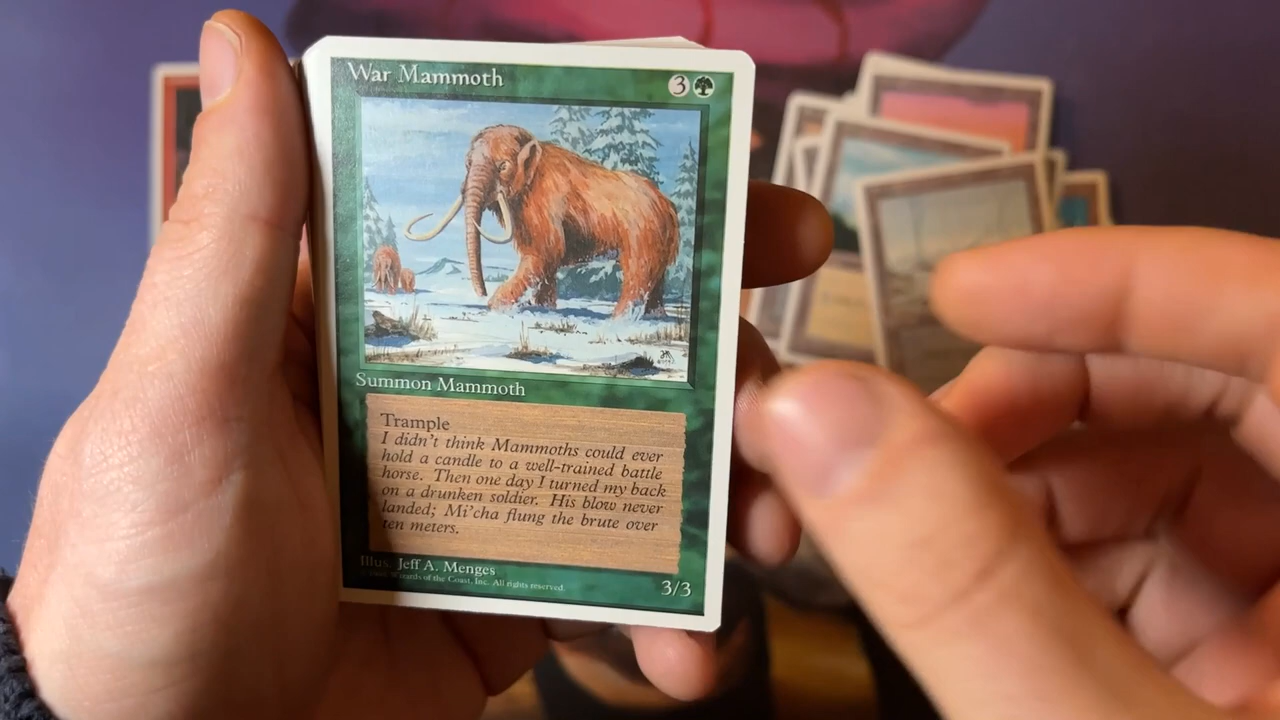 War Mammoth
3
Summon Mammoth
Trample
I didn't think Mammoths could ever
hold a candle to a well-trained battle
horse. Then one day I turned my back
on a drunken soldier. His blow never
landed; Mi'cha flung the brute over
ten meters.
Illus. Jeff A. Menges
Wizards of the Coast, Inc. All rights reserved.
3/3